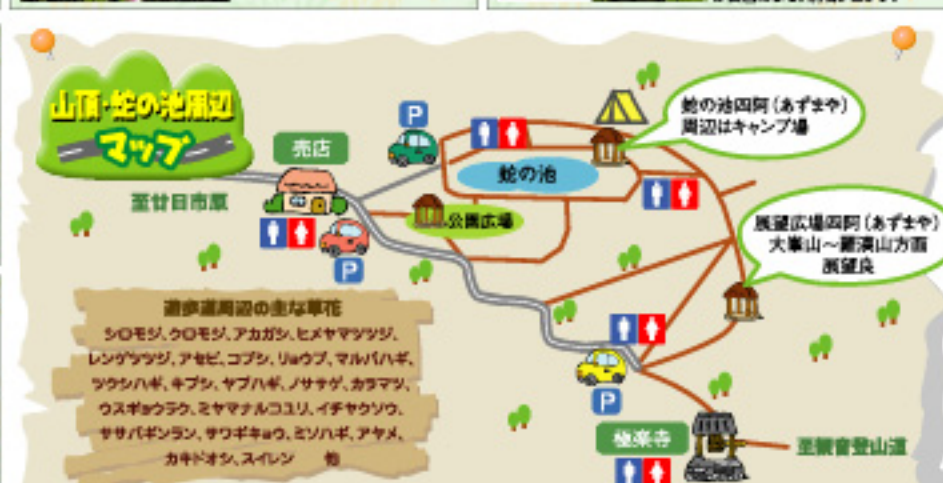 山頂・蛇の池周辺
マップ
至廿日市原
売店
P
P
蛇の池
公園広場
蛇の池四阿(あずまや)
周辺はキャンプ場
展望広場四阿(あずまや)
大峯山～羅漢山方面
展望良
P
極楽寺
至観音登山道
遊歩道周辺の主な草花
シロモジ、クロモジ、アカガシ、ヒメヤマツツジ、
レンゲツツジ、アセビ、コブシ、リョウブ、マルバハギ、
ツクシハギ、キブシ、ヤブハギ、ノササゲ、カラマツ、
ウスギョウラク、ミヤマナルコユリ、イチヤクソウ、
ササバギンラン、サワギキョウ、ミソハギ、アヤメ、
カキドオシ、スイレン 他